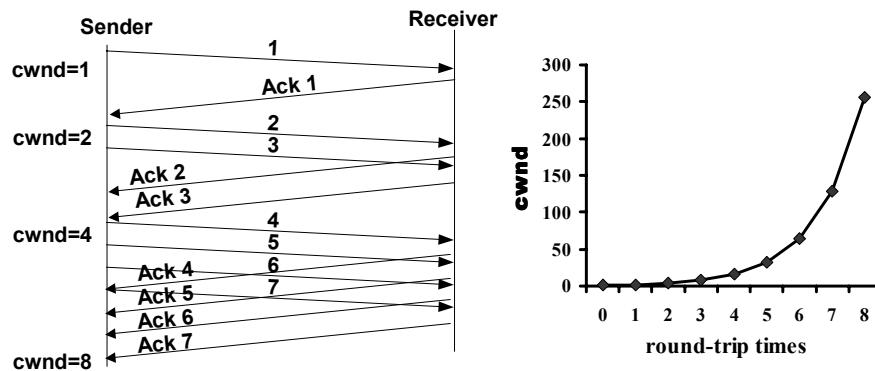 Sender
Receiver
1
cwnd=1
Ack 1
2
cwnd=2
3
Ack 2
Ack 3
4
cwnd=4
5
Ack 4
6
Ack 5
7
Ack 6
Ack 7
cwnd=8
300
250
200
150
100
50
0
cwnd
0 1 2 3 4 5 6 7 8
round-trip times